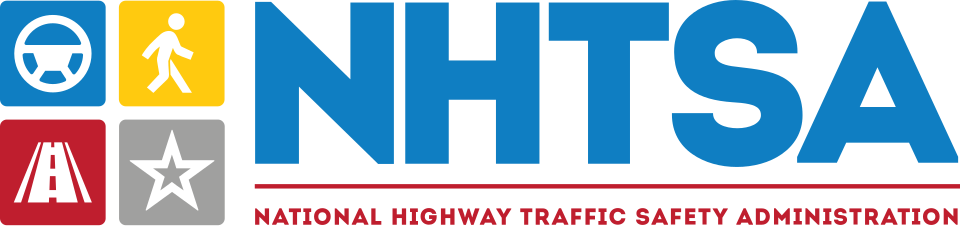 NHTSA
NATIONAL HIGHWAY TRAFFIC SAFETY ADMINISTRATION